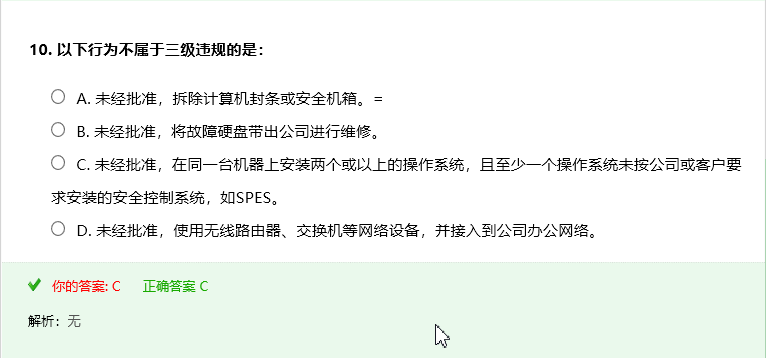 10. 以下行为不属于三级违规的是：
A. 未经批准，拆除计算机封条或安全机箱。=
B. 未经批准，将故障硬盘带出公司进行维修。
C. 未经批准，在同一台机器上安装两个或以上的操作系统，且至少一个操作系统未按公司或客户要
求安装的安全控制系统，如SPES。
D. 未经批准，使用无线路由器、交换机等网络设备，并接入到公司办公网络。
你的答案: C 正确答案 C
解析：无